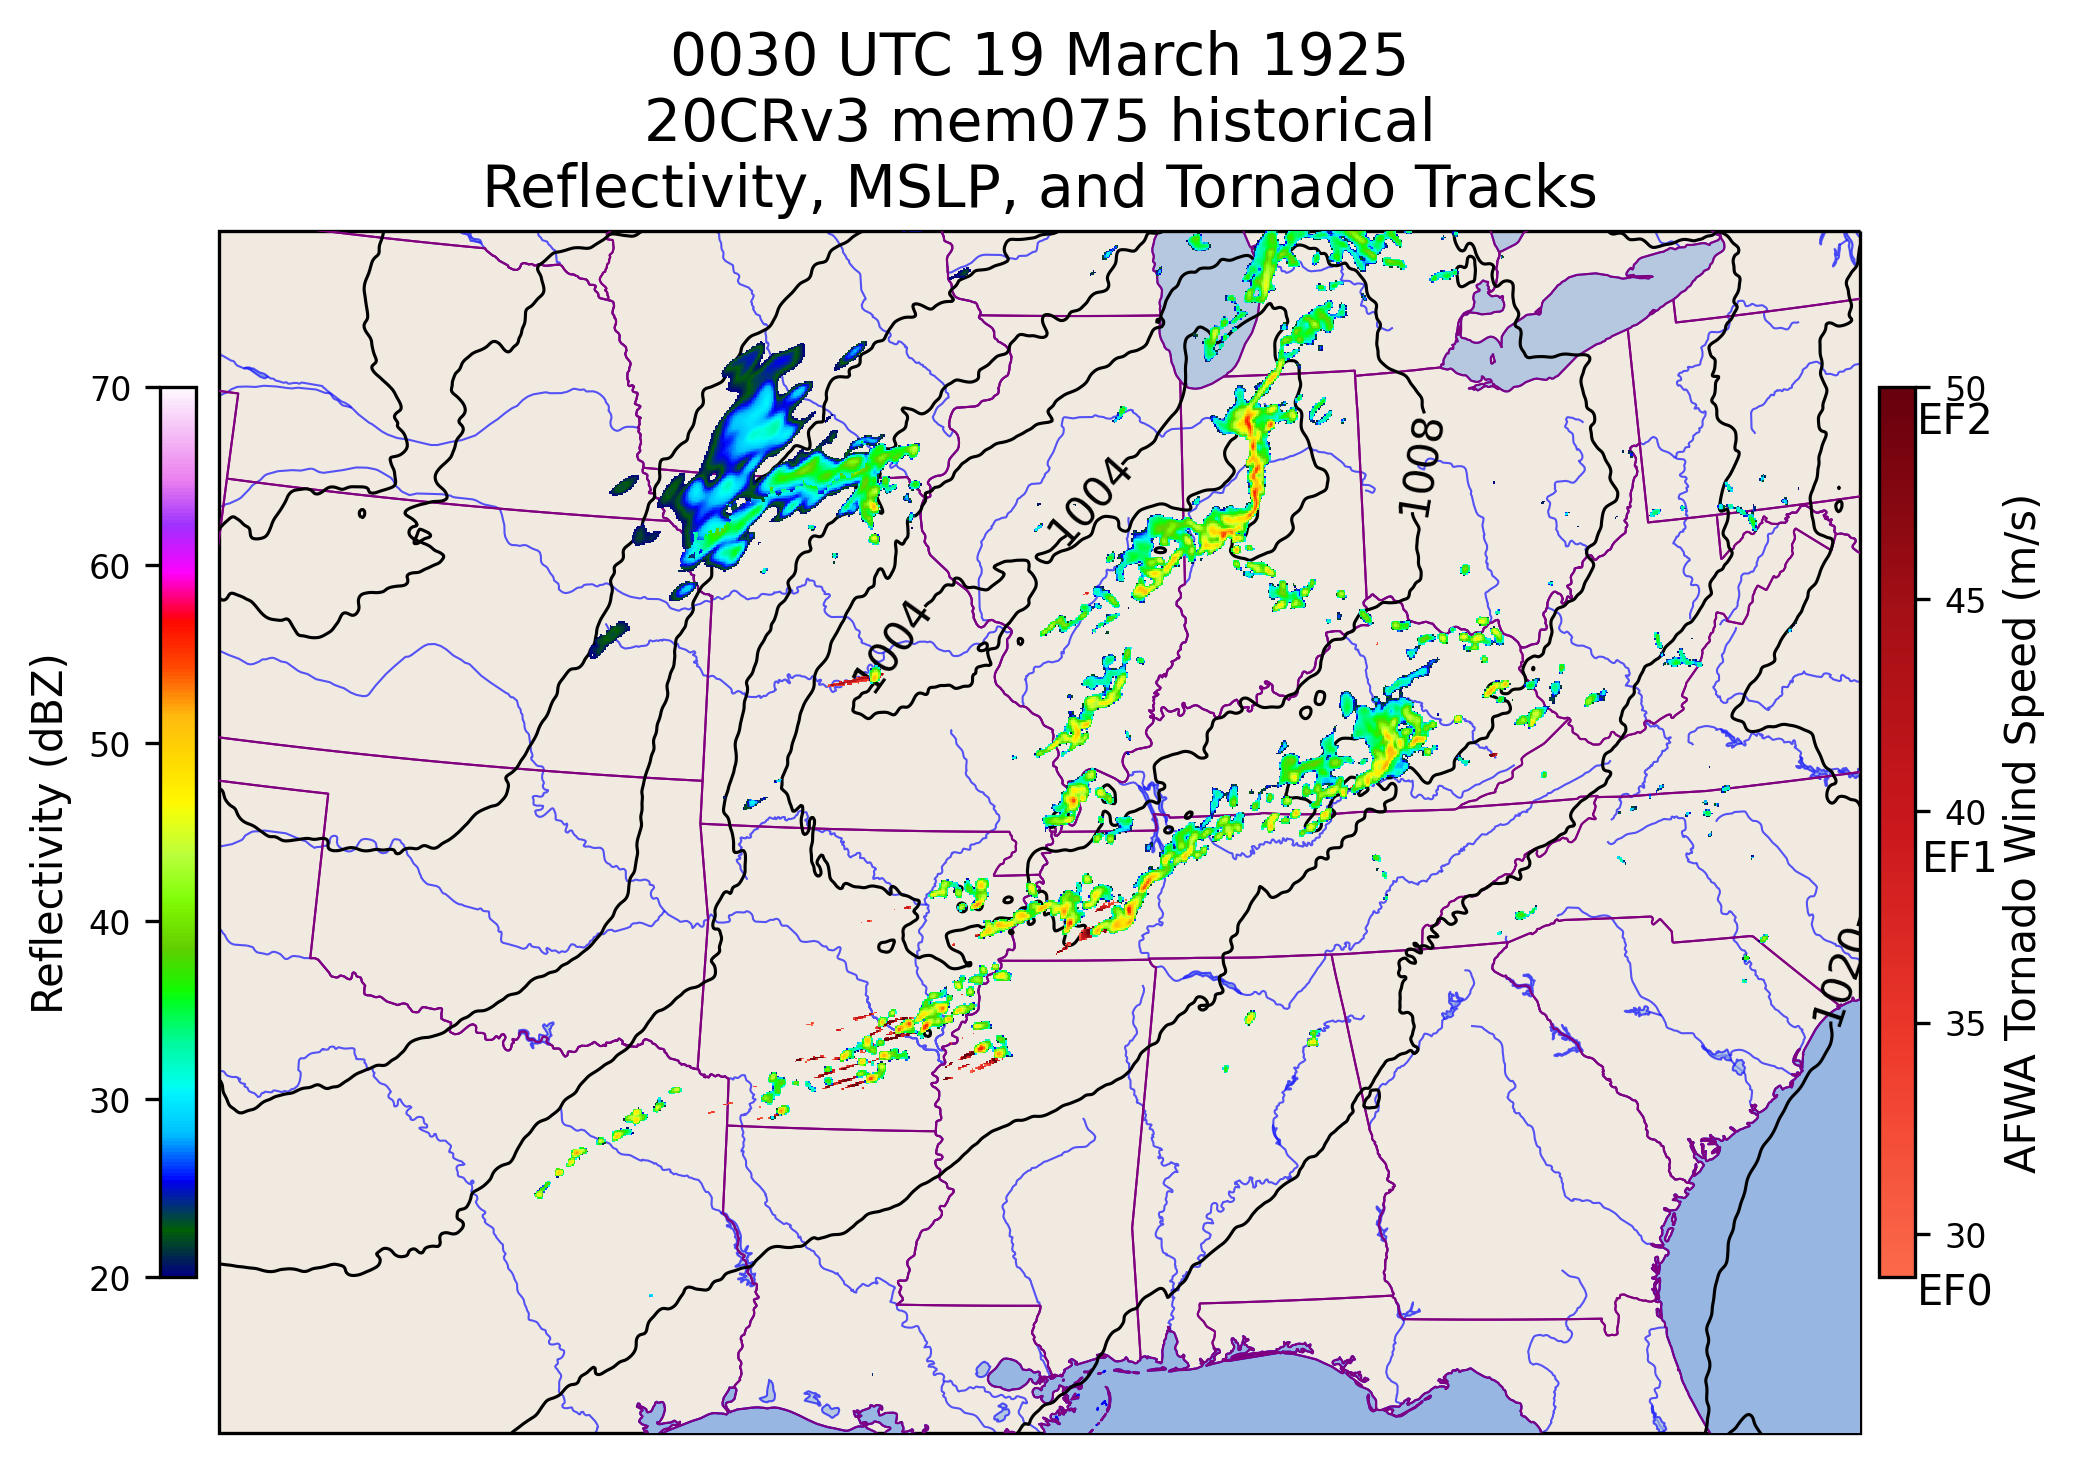 0030 UTC 19 March 1925
20CRv3 mem075 historical
Reflectivity, MSLP, and Tornado Tracks
Reflectivity (dBZ)
70
60
50
40
30
20
1004
1008
1004
1020
50
EF2
45
40
EF1
35
30
EF0
AFWA Tornado Wind Speed (m/s)